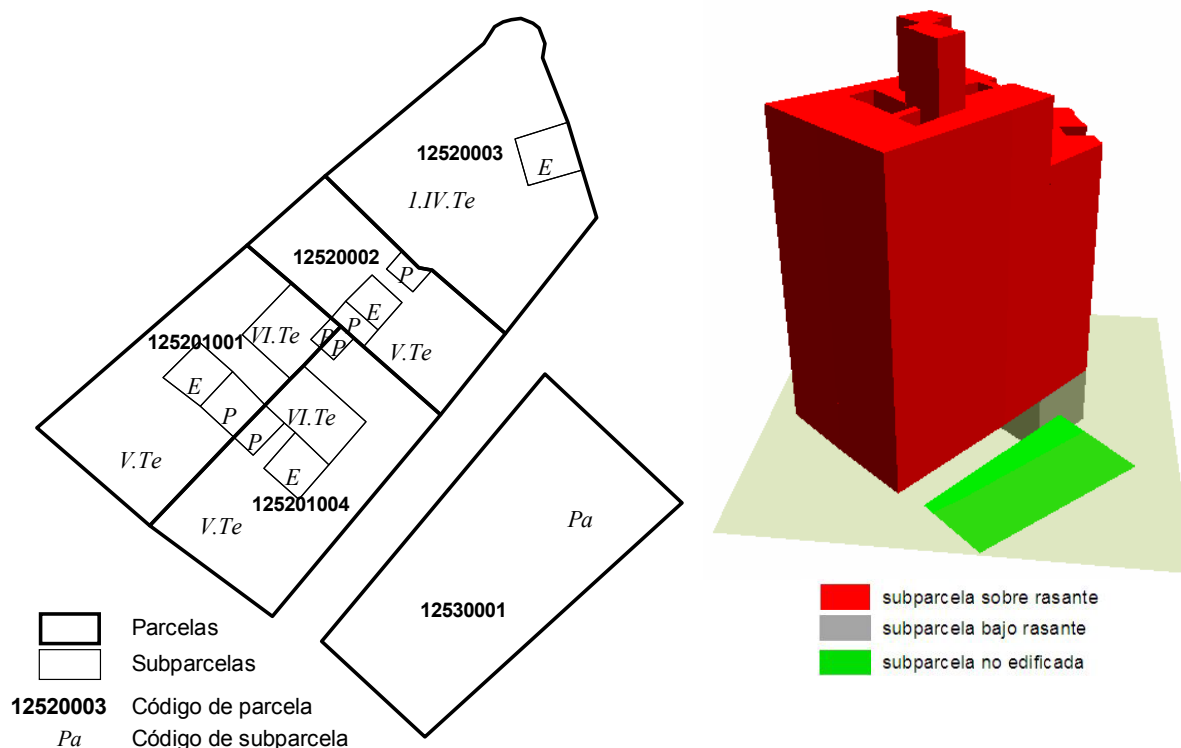 12520003
E
1.IV.Te
12520002
P
E
P
125201001
VI.Te
P
P
V.Te
E
P
VI.Te
P
E
V.Te
125201004
V.Te
Pa
12530001
Parcelas
Subparcelas
12520003 Código de parcela
Pa Código de subparcela
subparcela sobre rasante
subparcela bajo rasante
subparcela no edificada